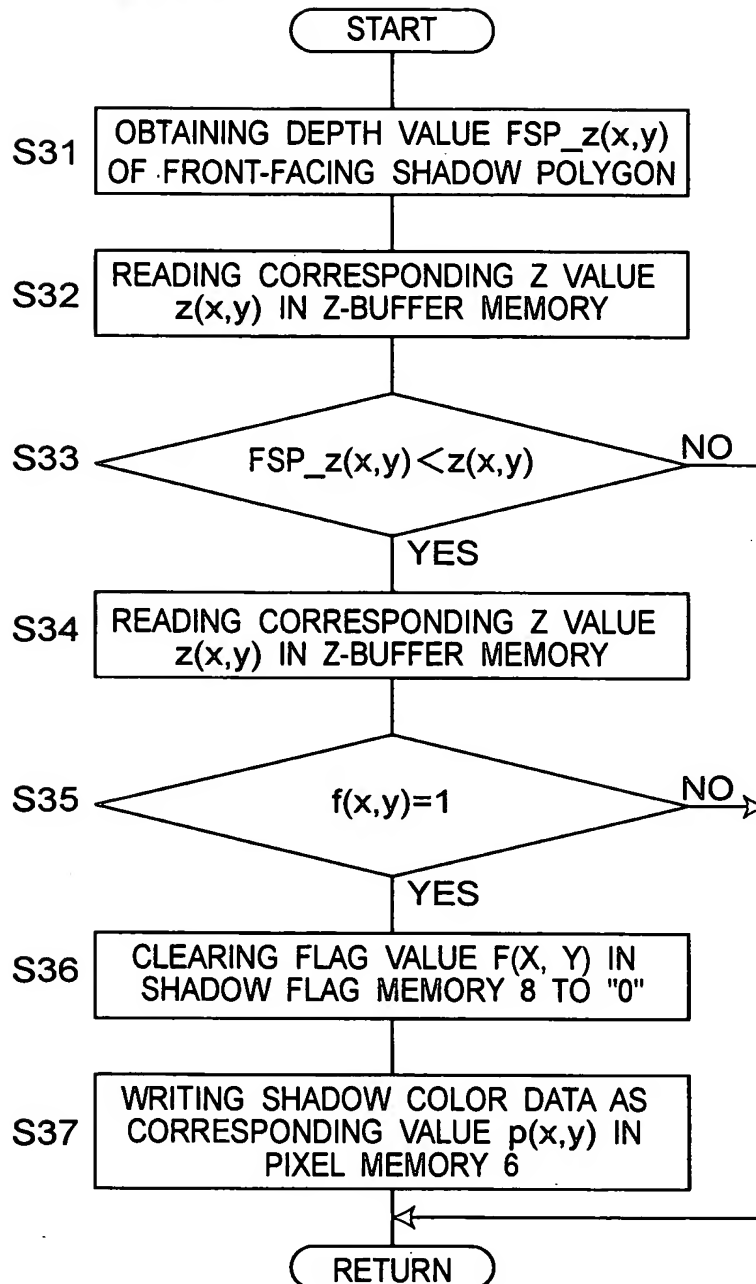 START
S31
OBTAINING DEPTH VALUE FSP_z(x,y)
OF FRONT-FACING SHADOW POLYGON
S32
READING CORRESPONDING Z VALUE
z(x,y) IN Z-BUFFER MEMORY
S33
FSP_z(x,y)<z(x,y)
NO
YES
S34
READING CORRESPONDING Z VALUE
z(x,y) IN Z-BUFFER MEMORY
S35
f(x,y)=1
NO
YES
S36
CLEARING FLAG VALUE F(X, Y) IN
SHADOW FLAG MEMORY 8 TO "0"
S37
WRITING SHADOW COLOR DATA AS
CORRESPONDING VALUE p(x,y) IN
PIXEL MEMORY 6
RETURN